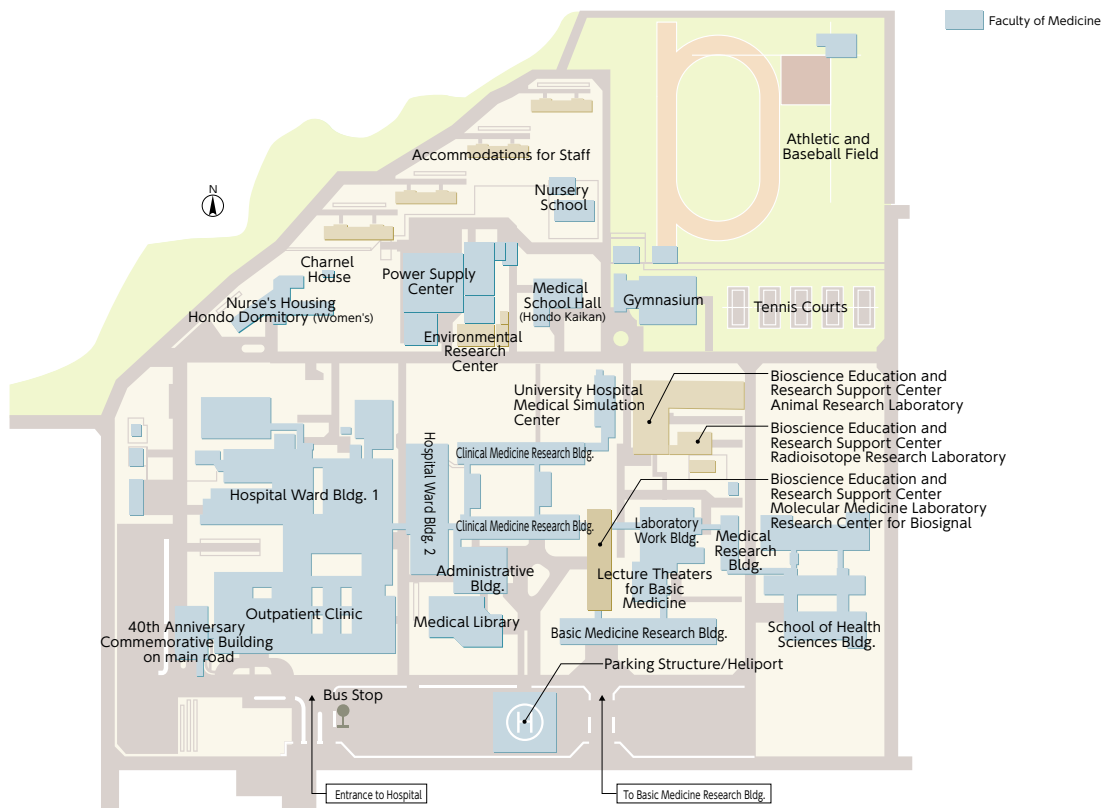 Faculty of Medicine
Athletic and
Baseball Field
Accommodations for Staff
Nursery
School
N
Charnel
House
Power Supply
Center
Medical
School Hall
(Hondo Kaikan)
Gymnasium
Tennis Courts
Nurse's Housing
Hondo Dormitory (Women's)
Environmental
Research
Center
University Hospital
Medical Simulation
Center
Bioscience Education and
Research Support Center
Animal Research Laboratory
Bioscience Education and
Research Support Center
Radioisotope Research Laboratory
Bioscience Education and
Research Support Center
Molecular Medicine Laboratory
Research Center for Biosignal
Clinical Medicine Research Bldg.
Hospital Ward Bldg. 1
Hospital Ward Bldg. 2
Clinical Medicine Research Bldg.
Laboratory
Work Bldg.
Medical
Research
Bldg.
Administrative
Bldg.
Lecture Theaters
for Basic
Medicine
Outpatient Clinic
Medical Library
40th Anniversary
Commemorative Building
on main road
Basic Medicine Research Bldg.
School of Health
Sciences Bldg.
Parking Structure/Heliport
Bus Stop
H
Entrance to Hospital
To Basic Medicine Research Bldg.